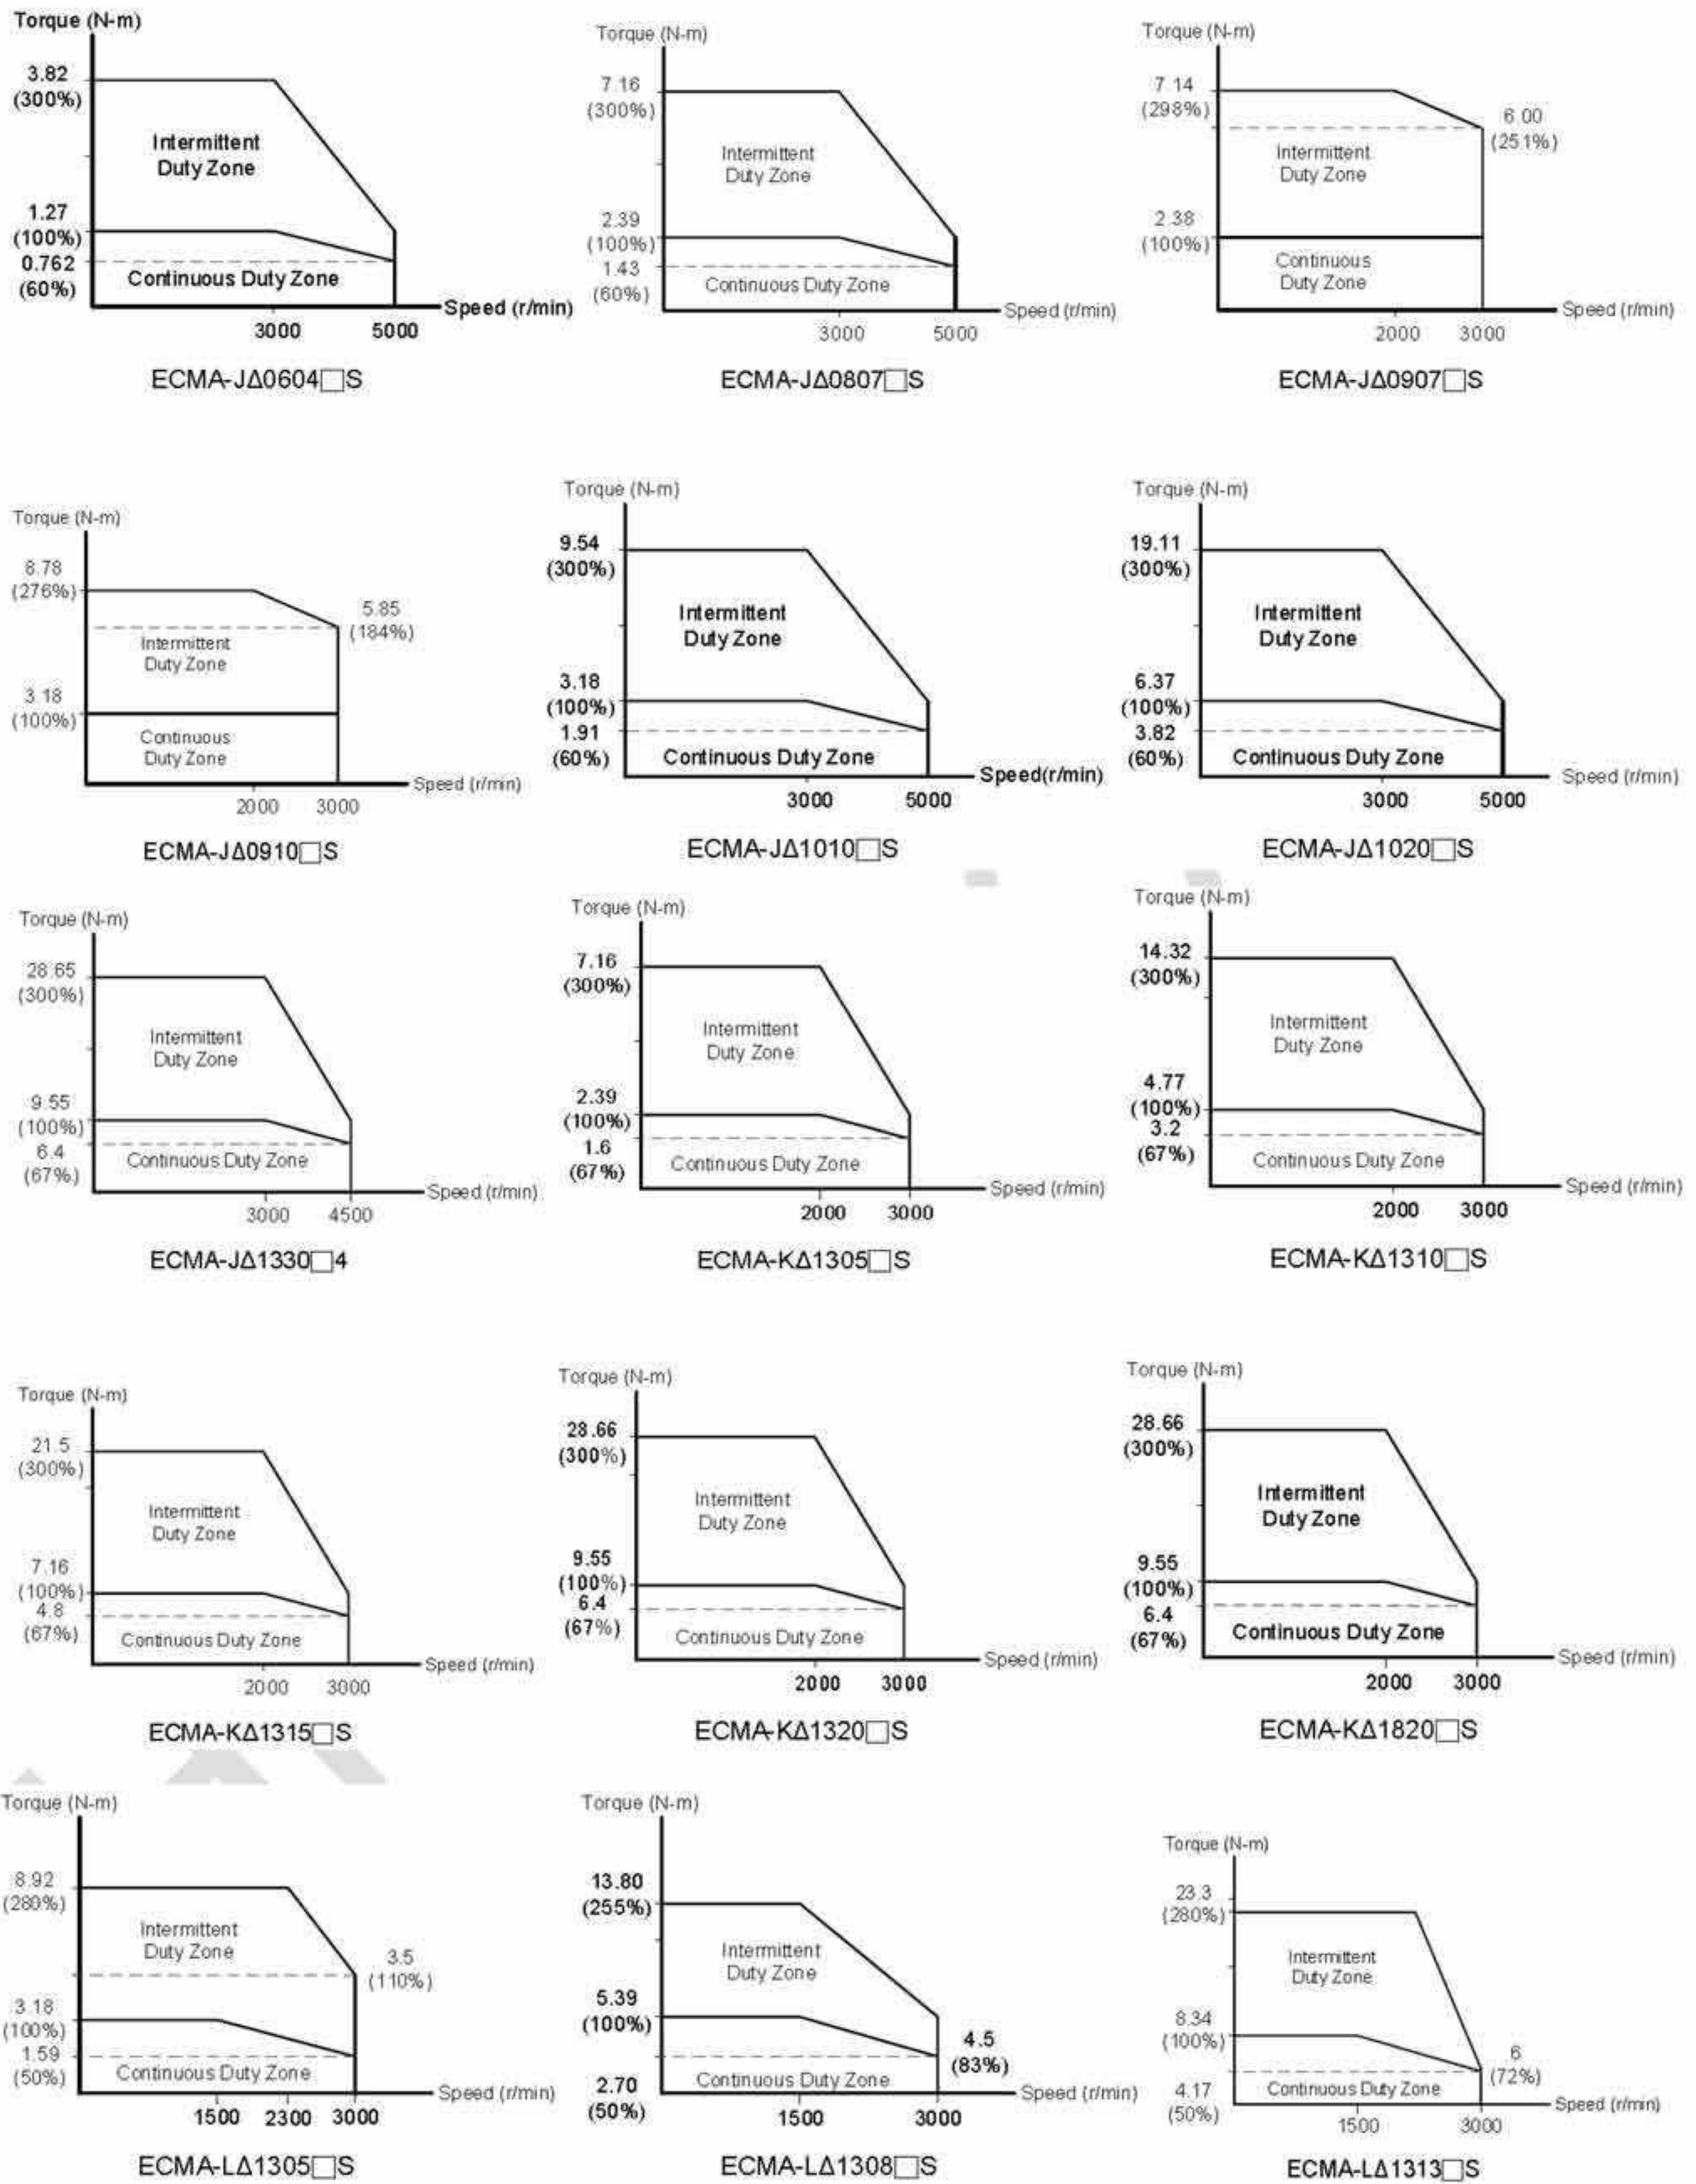 Torque (N-m)
3.82
(300%)
Intermittent
Duty Zone
1.27
(100%)
0.762
(60%)
Continuous Duty Zone
Speed (r/min)
3000 5000
ECMA-JΔ0604□S
Torque (N-m)
7.16
(300%)
Intermittent
Duty Zone
2.39
(100%)
1.43
(60%)
Continuous Duty Zone
Speed (r/min)
3000 5000
ECMA-JΔ0807□S
Torque (N-m)
7.14
(298%)
6.00
(251%)
Intermittent
Duty Zone
2.38
(100%)
Continuous
Duty Zone
Speed (r/min)
2000 3000
ECMA-JΔ0907□S
Torque (N-m)
8.78
(276%)
5.85
(184%)
Intermittent
Duty Zone
3.18
(100%)
Continuous
Duty Zone
Speed (r/min)
2000 3000
ECMA-JΔ0910□S
Torque (N-m)
9.54
(300%)
Intermittent
Duty Zone
3.18
(100%)
1.91
(60%)
Continuous Duty Zone
Speed(r/min)
3000 5000
ECMA-JΔ1010□S
Torque (N-m)
19.11
(300%)
Intermittent
Duty Zone
6.37
(100%)
3.82
(60%)
Continuous Duty Zone
Speed (r/min)
3000 5000
ECMA-JΔ1020□S
Torque (N-m)
28.65
(300%)
Intermittent
Duty Zone
9.55
(100%)
6.4
(67%)
Continuous Duty Zone
Speed (r/min)
3000 4500
ECMA-JΔ1330□4
Torque (N-m)
7.16
(300%)
Intermittent
Duty Zone
2.39
(100%)
1.6
(67%)
Continuous Duty Zone
Speed (r/min)
2000 3000
ECMA-KΔ1305□S
Torque (N-m)
14.32
(300%)
Intermittent
Duty Zone
4.77
(100%)
3.2
(67%)
Continuous Duty Zone
Speed (r/min)
2000 3000
ECMA-KΔ1310□S
Torque (N-m)
21.5
(300%)
Intermittent
Duty Zone
7.16
(100%)
4.8
(67%)
Continuous Duty Zone
Speed (r/min)
2000 3000
ECMA-KΔ1315□S
Torque (N-m)
28.66
(300%)
Intermittent
Duty Zone
9.55
(100%)
6.4
(67%)
Continuous Duty Zone
Speed (r/min)
2000 3000
ECMA-KΔ1320□S
Torque (N-m)
28.66
(300%)
Intermittent
Duty Zone
9.55
(100%)
6.4
(67%)
Continuous Duty Zone
Speed (r/min)
2000 3000
ECMA-KΔ1820□S
Torque (N-m)
8.92
(280%)
Intermittent
Duty Zone
3.5
(110%)
3.18
(100%)
1.59
(50%)
Continuous Duty Zone
Speed (r/min)
1500 2300 3000
ECMA-LΔ1305□S
Torque (N-m)
13.80
(255%)
Intermittent
Duty Zone
5.39
(100%)
4.5
(83%)
2.70
(50%)
Continuous Duty Zone
Speed (r/min)
1500 3000
ECMA-LΔ1308□S
Torque (N-m)
23.3
(280%)
Intermittent
Duty Zone
8.34
(100%)
6
(72%)
4.17
(50%)
Continuous Duty Zone
Speed (r/min)
1500 3000
ECMA-LΔ1313□S